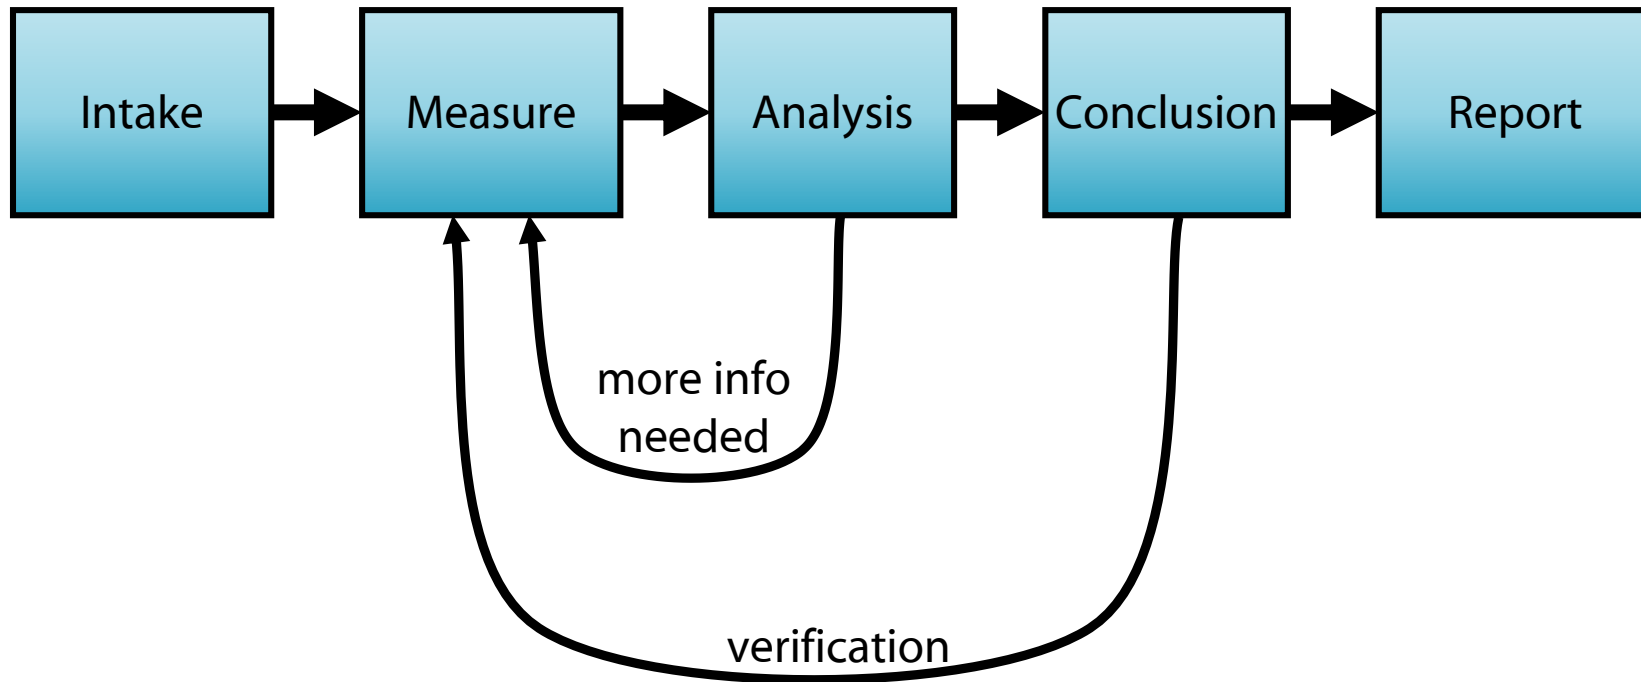 Intake
Measure
Analysis
Conclusion
Report
more info
needed
verification